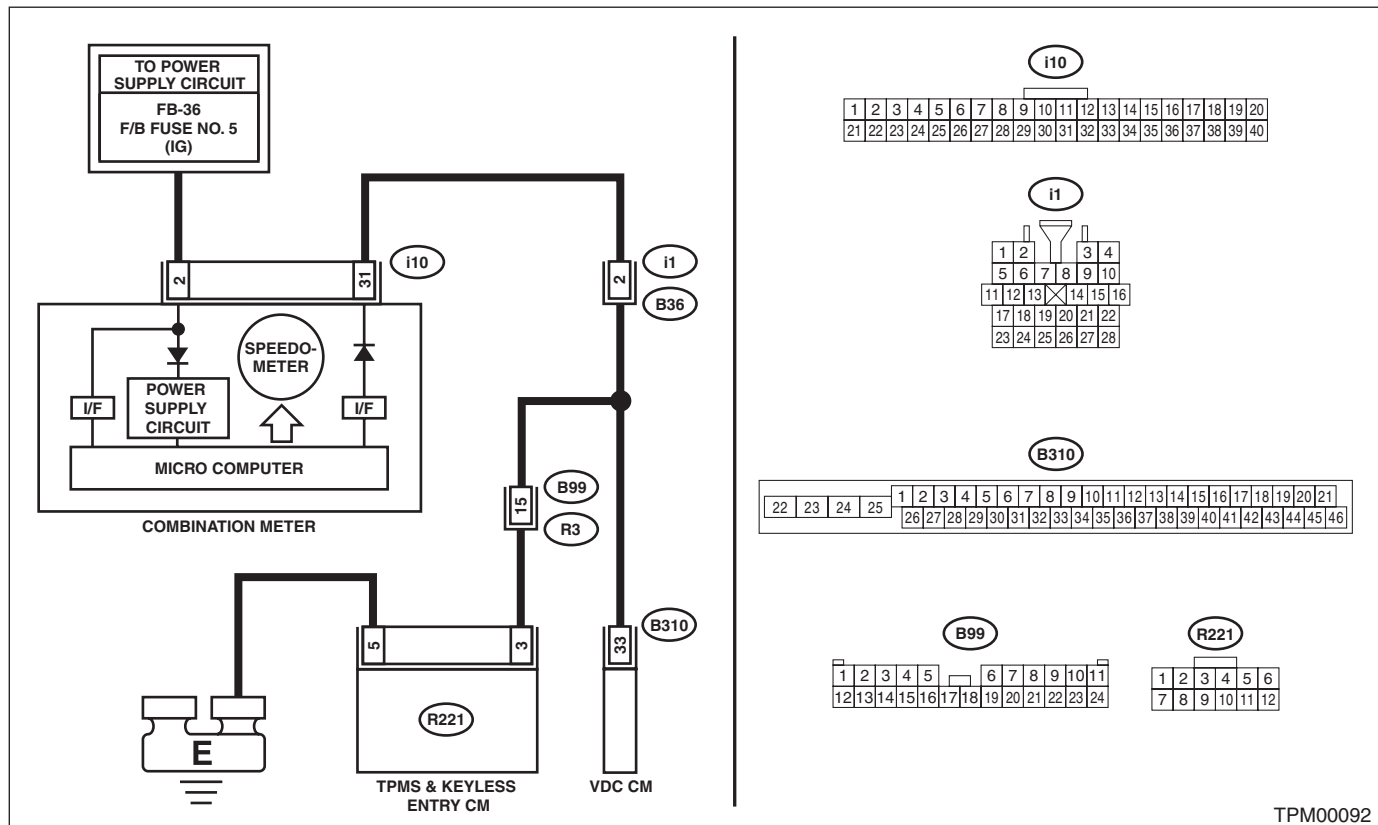 TO POWER
SUPPLY CIRCUIT
FB-36
F/B FUSE NO. 5
(IG)
2
31
i10
2
i1
B36
SPEEDO-
METER
I/F
POWER
SUPPLY
CIRCUIT
I/F
MICRO COMPUTER
COMBINATION METER
15
B99
R3
5
3
33
B310
R221
E
TPMS & KEYLESS
ENTRY CM
VDC CM
i10
1 2 3 4 5 6 7 8 9 10 11 12 13 14 15 16 17 18 19 20
21 22 23 24 25 26 27 28 29 30 31 32 33 34 35 36 37 38 39 40
i1
1 2 3 4
5 6 7 8 9 10
11 12 13 14 15 16
17 18 19 20 21 22
23 24 25 26 27 28
B310
22 23 24 25 1 2 3 4 5 6 7 8 9 10 11 12 13 14 15 16 17 18 19 20 21
26 27 28 29 30 31 32 33 34 35 36 37 38 39 40 41 42 43 44 45 46
B99
1 2 3 4 5 6 7 8 9 10 11
12 13 14 15 16 17 18 19 20 21 22 23 24
R221
1 2 3 4 5 6
7 8 9 10 11 12
TPM00092